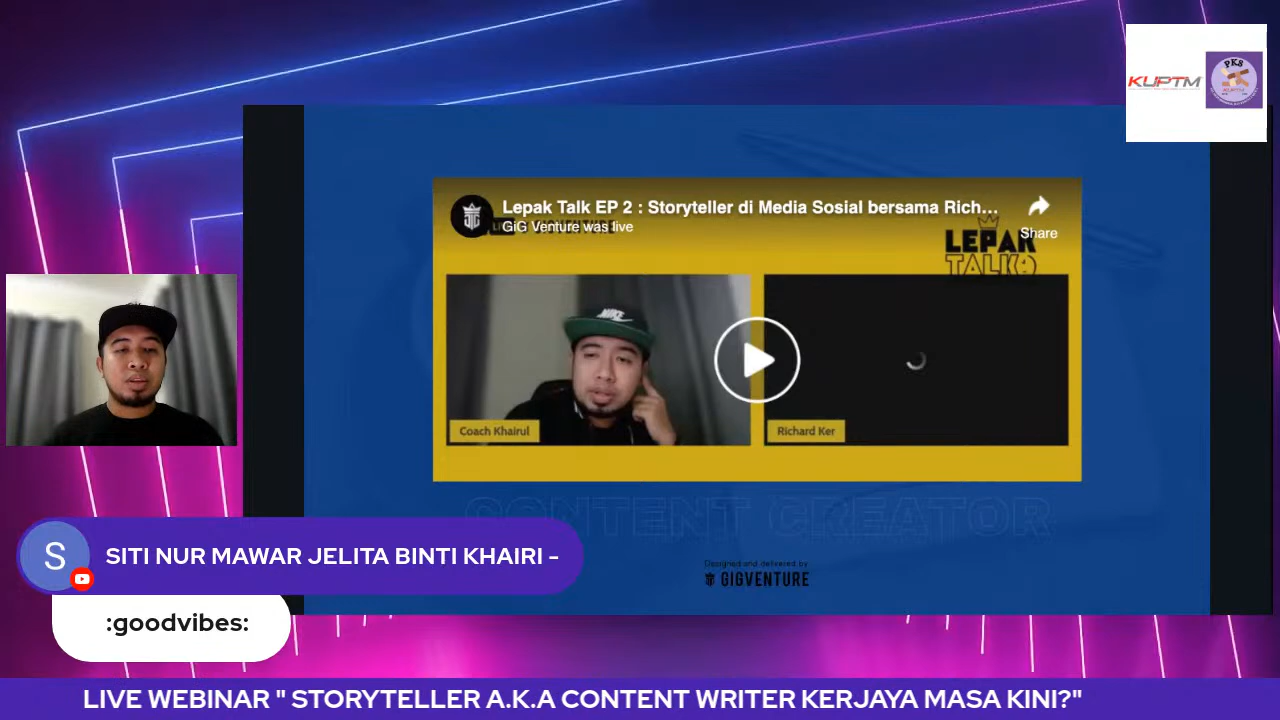 KUPTM
PKS
Lepak Talk EP 2 : Storyteller di Media Sosial bersama Rich...
GiG Venture was live
Share
LEPAK
TALK
NIKE
Coach Khairul
Richard Ker
CONTENT CREATOR
Designed and delivered by
GIGVENTURE
S
SITI NUR MAWAR JELITA BINTI KHAIRI -
:goodvibes:
LIVE WEBINAR " STORYTELLER A.K.A CONTENT WRITER KERJAYA MASA KINI?"